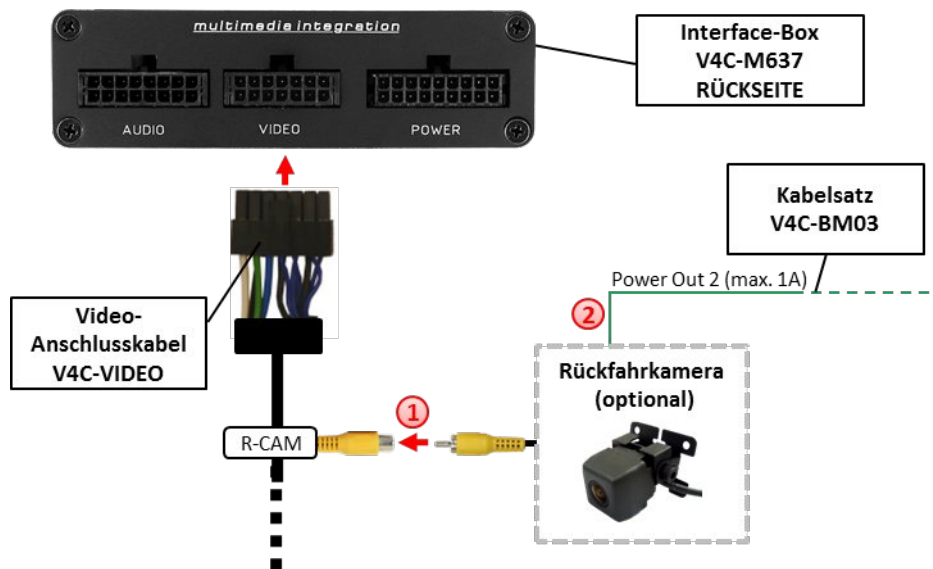 multimedia integration
AUDIO
VIDEO
POWER
Interface-Box
V4C-M637
RÜCKSEITE
Kabelsatz
V4C-BM03
Power Out 2 (max. 1A)
2
Video-
Anschlusskabel
V4C-VIDEO
Rückfahrkamera
(optional)
1
R-CAM